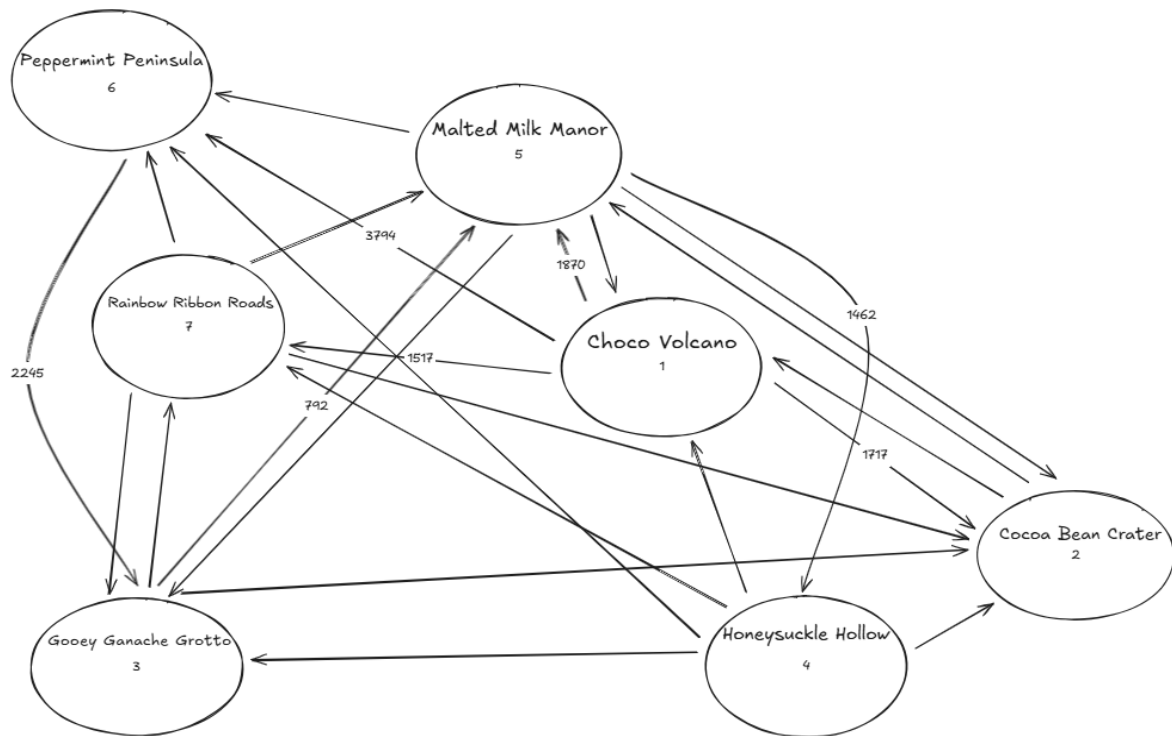 Peppermint Peninsula
6
Malted Milk Manor
5
3794
1870
Rainbow Ribbon Roads
7
1462
Choco Volcano
1
1517
2245
792
1717
Cocoa Bean Crater
2
Gooey Ganache Grotto
3
Honeysuckle Hollow
4